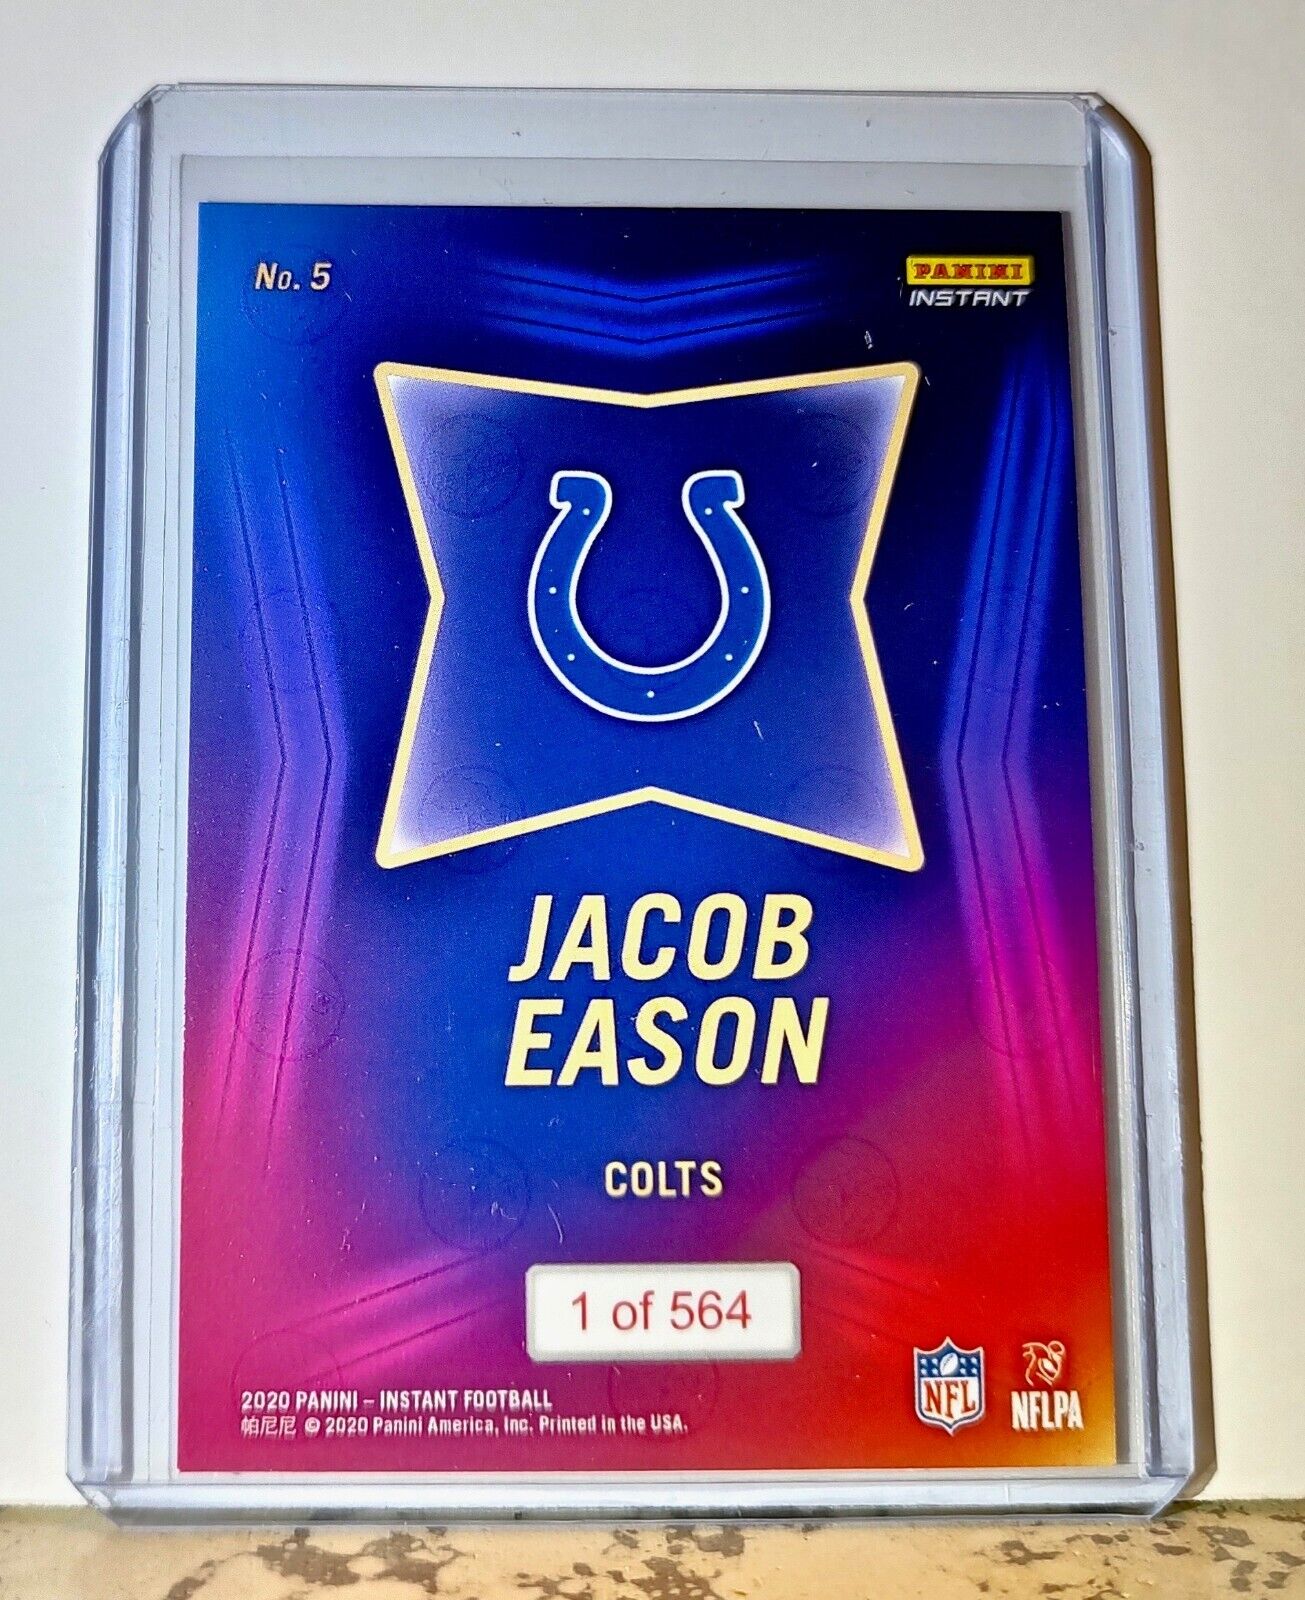 No. 5
PANINI
INSTANT
JACOB
EASON
COLTS
1 of 564
2020 PANINI – INSTANT FOOTBALL
帕尼尼 © 2020 Panini America, Inc. Printed in the USA.
NFL
NFLPA